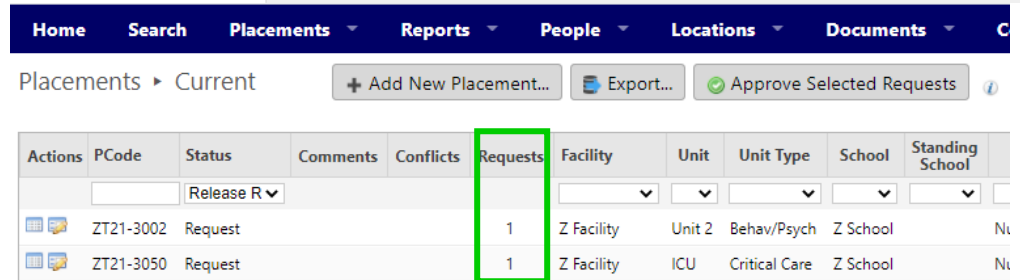 Home Search Placements Reports People Locations Documents
Placements ▸ Current + Add New Placement... Export... Approve Selected Requests i
Actions PCode Status Comments Conflicts Requests Facility Unit Unit Type School Standing School
Release R
ZT21-3002 Request 1 Z Facility Unit 2 Behav/Psych Z School
ZT21-3050 Request 1 Z Facility ICU Critical Care Z School